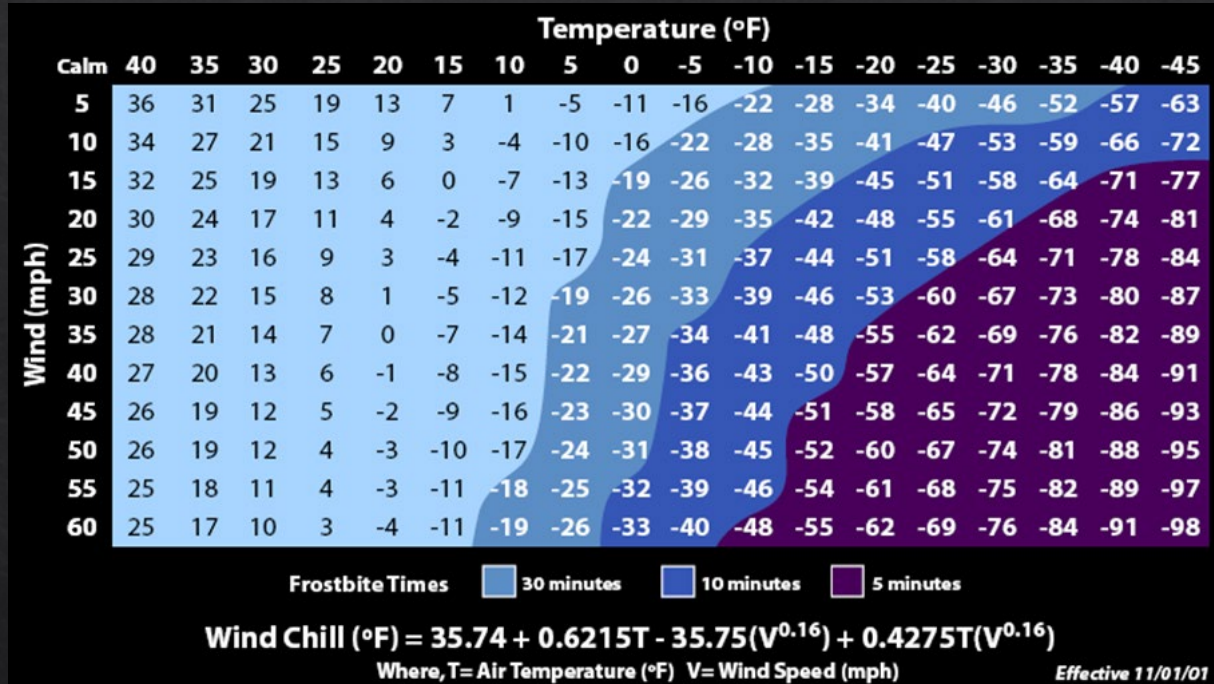 Temperature (ºF)
Calm 40 35 30 25 20 15 10 5 0 -5 -10 -15 -20 -25 -30 -35 -40 -45
5 36 31 25 19 13 7 1 -5 -11 -16 -22 -28 -34 -40 -46 -52 -57 -63
10 34 27 21 15 9 3 -4 -10 -16 -22 -28 -35 -41 -47 -53 -59 -66 -72
15 32 25 19 13 6 0 -7 -13 -19 -26 -32 -39 -45 -51 -58 -64 -71 -77
20 30 24 17 11 4 -2 -9 -15 -22 -29 -35 -42 -48 -55 -61 -68 -74 -81
Wind (mph)
25 29 23 16 9 3 -4 -11 -17 -24 -31 -37 -44 -51 -58 -64 -71 -78 -84
30 28 22 15 8 1 -5 -12 -19 -26 -33 -39 -46 -53 -60 -67 -73 -80 -87
35 28 21 14 7 0 -7 -14 -21 -27 -34 -41 -48 -55 -62 -69 -76 -82 -89
40 27 20 13 6 -1 -8 -15 -22 -29 -36 -43 -50 -57 -64 -71 -78 -84 -91
45 26 19 12 5 -2 -9 -16 -23 -30 -37 -44 -51 -58 -65 -72 -79 -86 -93
50 26 19 12 4 -3 -10 -17 -24 -31 -38 -45 -52 -60 -67 -74 -81 -88 -95
55 25 18 11 4 -3 -11 -18 -25 -32 -39 -46 -54 -61 -68 -75 -82 -89 -97
60 25 17 10 3 -4 -11 -19 -26 -33 -40 -48 -55 -62 -69 -76 -84 -91 -98
Frostbite Times 30 minutes 10 minutes 5 minutes
Wind Chill (ºF) = 35.74 + 0.6215T - 35.75(V^0.16) + 0.4275T(V^0.16)
Where, T= Air Temperature (ºF) V= Wind Speed (mph) Effective 11/01/01